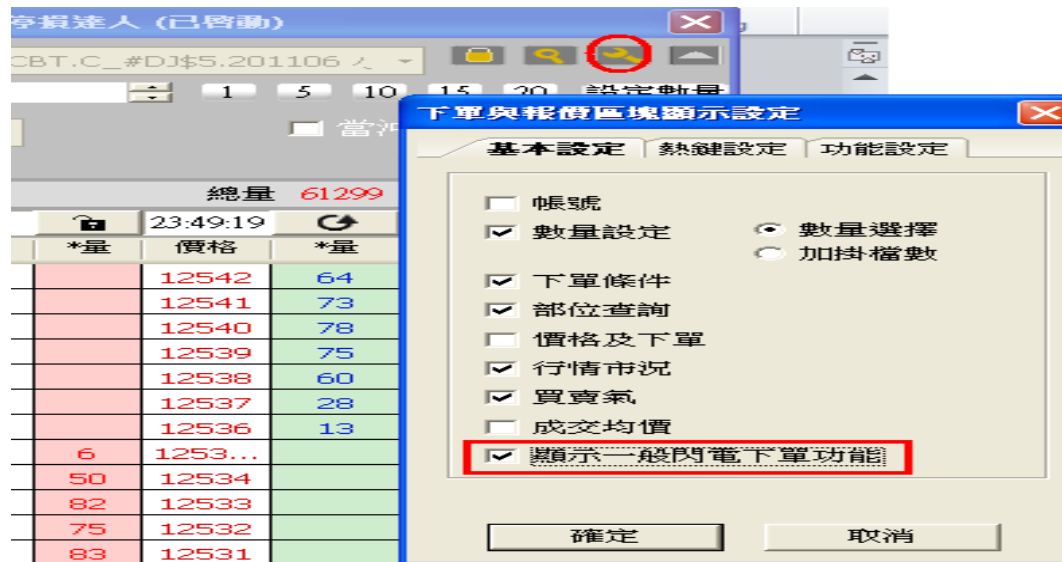 停損達人 (已啓動)
CBT.C_#DJ$5.201106
1 5 10 15 20 設定數量
當沖
總量 61299
23:49:19
*量 價格 *量
12542 64
12541 73
12540 78
12539 75
12538 60
12537 28
12536 13
6 1253...
50 12534
82 12533
75 12532
83 12531
下單與報價區塊顯示設定
基本設定 熱鍵設定 功能設定
帳號
數量設定 數量選擇
加掛檔數
下單條件
部位查詢
價格及下單
行情市況
買賣氣
成交均價
顯示一般閃電下單功能
確定 取消